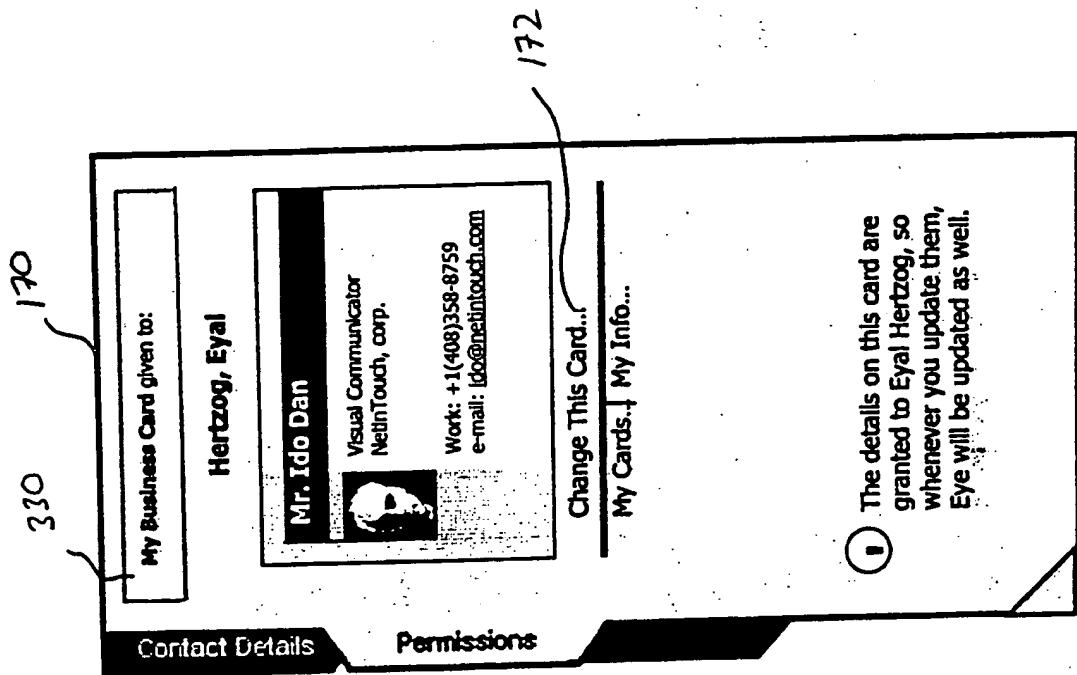 330
170
My Business Card given to:
Hertzog, Eyal
Mr. Ido Dan
Visual Communicator
NetInTouch, corp.
Work: +1(408)358-8759
e-mail: ido@netintouch.com
Change This Card...
172
My Cards... My Info...
The details on this card are
granted to Eyal Hertzog, so
whenever you update them,
Eye will be updated as well.
Contact Details
Permissions